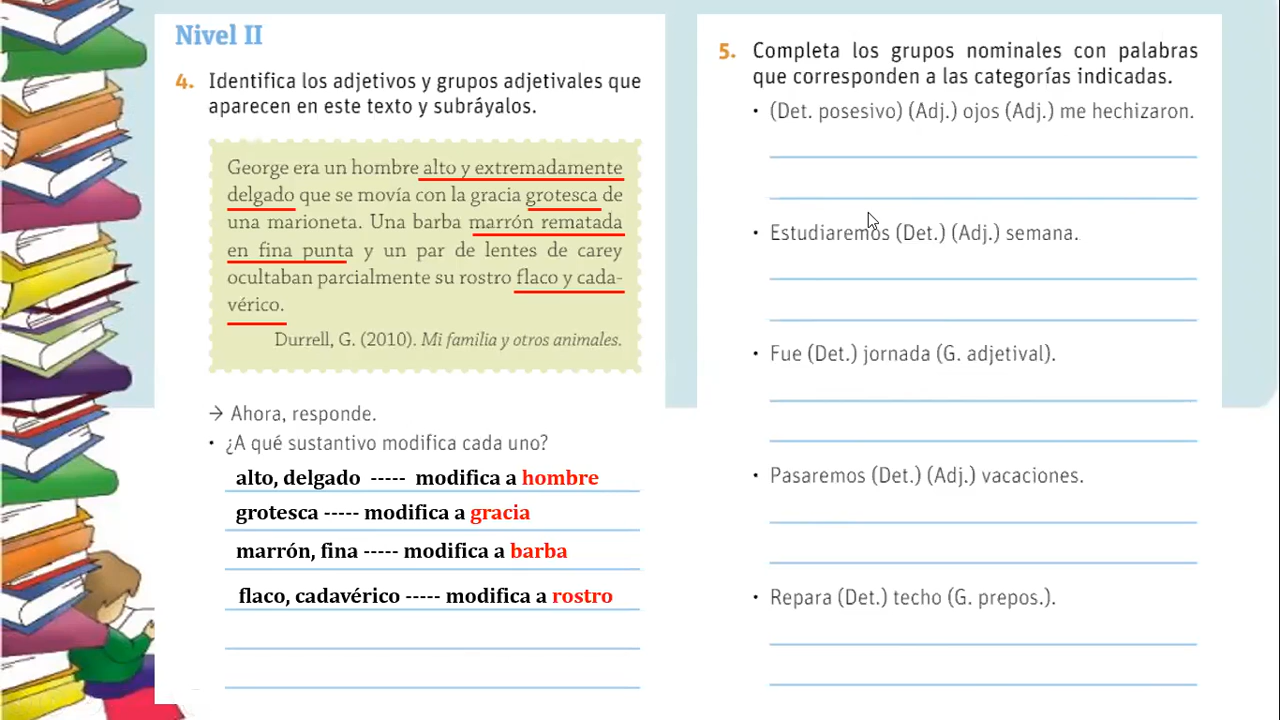 Nivel II
4. Identifica los adjetivos y grupos adjetivales que
aparecen en este texto y subráyalos.
George era un hombre alto y extremadamente
delgado que se movía con la gracia grotesca de
una marioneta. Una barba marrón rematada
en fina punta y un par de lentes de carey
ocultaban parcialmente su rostro flaco y cada-
vérico.
Durrell, G. (2010). Mi familia y otros animales.
→ Ahora, responde.
• ¿A qué sustantivo modifica cada uno?
alto, delgado ----- modifica a hombre
grotesca ----- modifica a gracia
marrón, fina ----- modifica a barba
flaco, cadavérico ----- modifica a rostro
5. Completa los grupos nominales con palabras
que corresponden a las categorías indicadas.
• (Det. posesivo) (Adj.) ojos (Adj.) me hechizaron.
• Estudiaremos (Det.) (Adj.) semana.
• Fue (Det.) jornada (G. adjetival).
• Pasaremos (Det.) (Adj.) vacaciones.
• Repara (Det.) techo (G. prepos.).